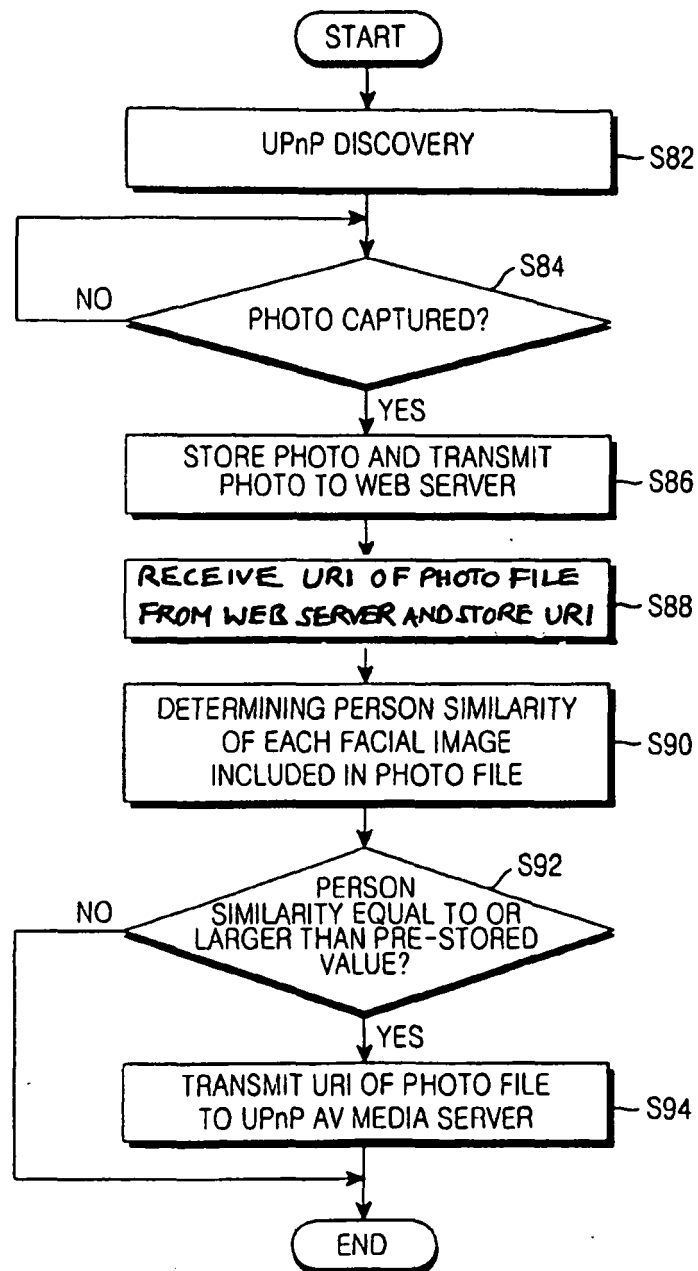 START
UPnP DISCOVERY
S82
S84
NO
PHOTO CAPTURED?
YES
STORE PHOTO AND TRANSMIT
PHOTO TO WEB SERVER
S86
RECEIVE URI OF PHOTO FILE
FROM WEB SERVER AND STORE URI
S88
DETERMINING PERSON SIMILARITY
OF EACH FACIAL IMAGE
INCLUDED IN PHOTO FILE
S90
S92
NO
PERSON
SIMILARITY EQUAL TO OR
LARGER THAN PRE-STORED
VALUE?
YES
TRANSMIT URI OF PHOTO FILE
TO UPnP AV MEDIA SERVER
S94
END